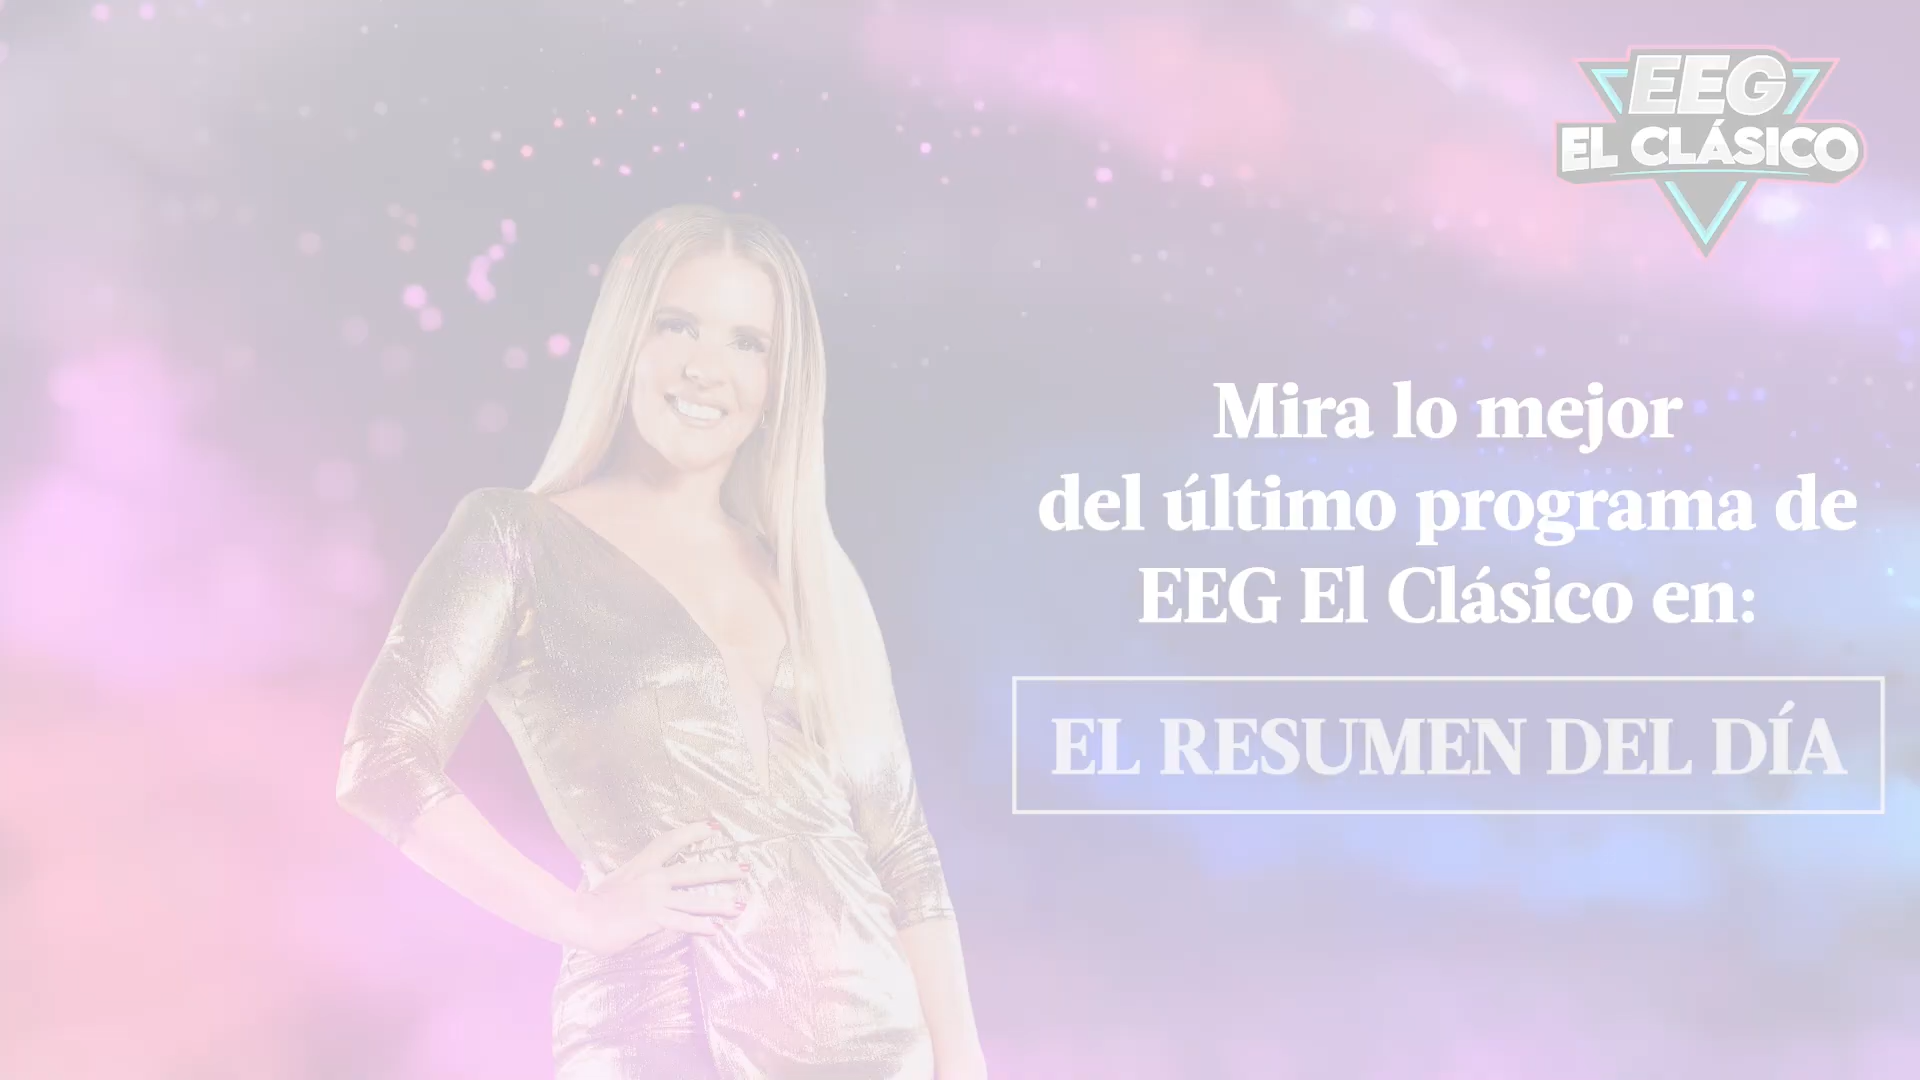 EEG
EL CLÁSICO
Mira lo mejor
del último programa de
EEG El Clásico en:
EL RESUMEN DEL DÍA